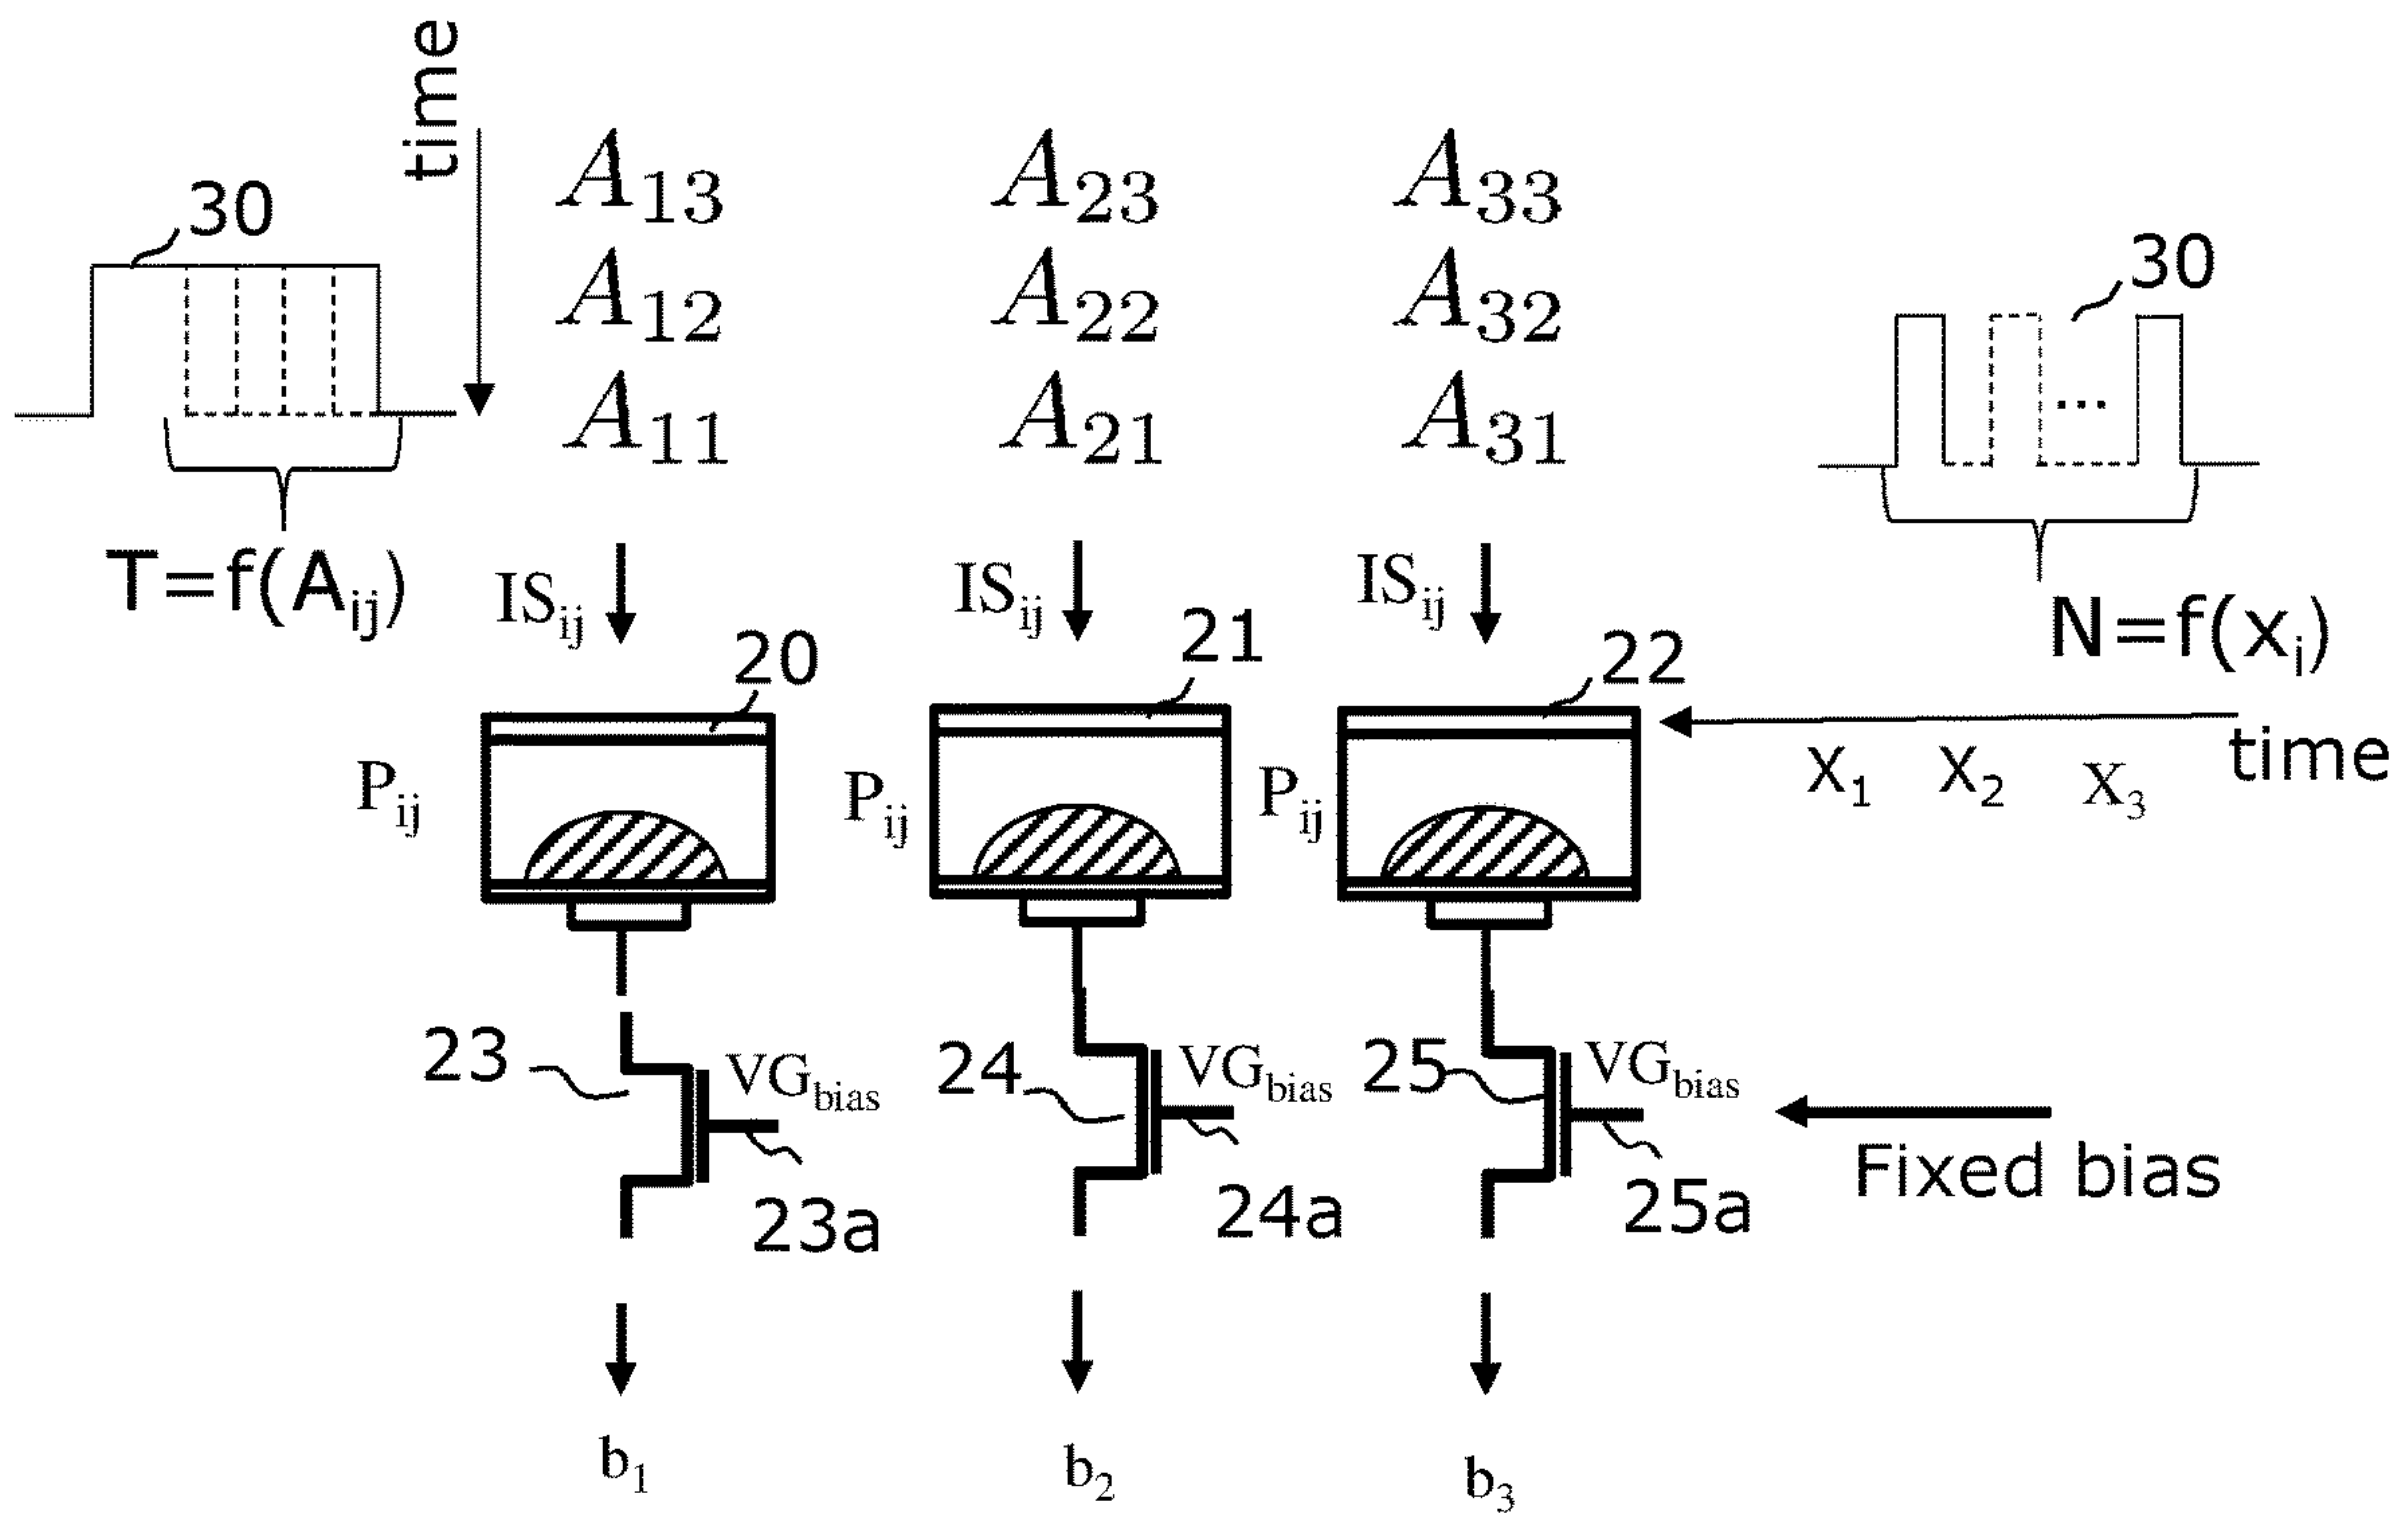 time
30
A13 A23 A33
A12 A22 A32
A11 A21 A31
30
...
T=f(Aij)
ISij ISij ISij
N=f(xi)
20 21 22
Pij Pij Pij
time
X1 X2 X3
23 VGbias 24 VGbias 25 VGbias
23a 24a 25a
Fixed bias
b1 b2 b3